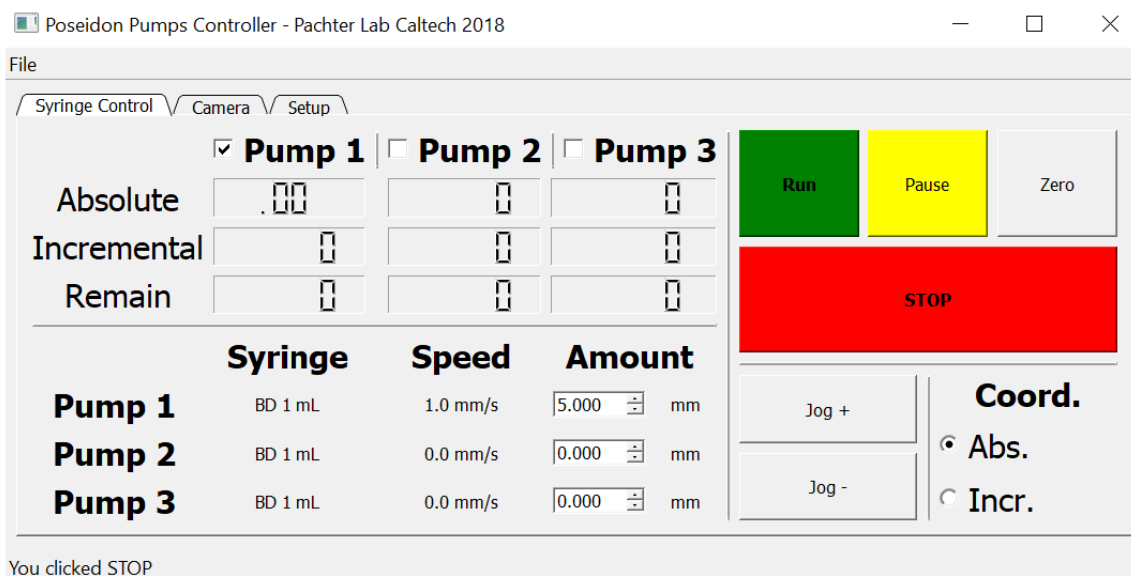 Poseidon Pumps Controller - Pachter Lab Caltech 2018
File
Syringe Control Camera Setup
Pump 1 Pump 2 Pump 3
Absolute .00 0 0
Incremental 0 0 0
Remain 0 0 0
Run Pause Zero
STOP
Syringe Speed Amount
Pump 1 BD 1 mL 1.0 mm/s 5.000 mm
Pump 2 BD 1 mL 0.0 mm/s 0.000 mm
Pump 3 BD 1 mL 0.0 mm/s 0.000 mm
Jog +
Jog -
Coord.
Abs.
Incr.
You clicked STOP